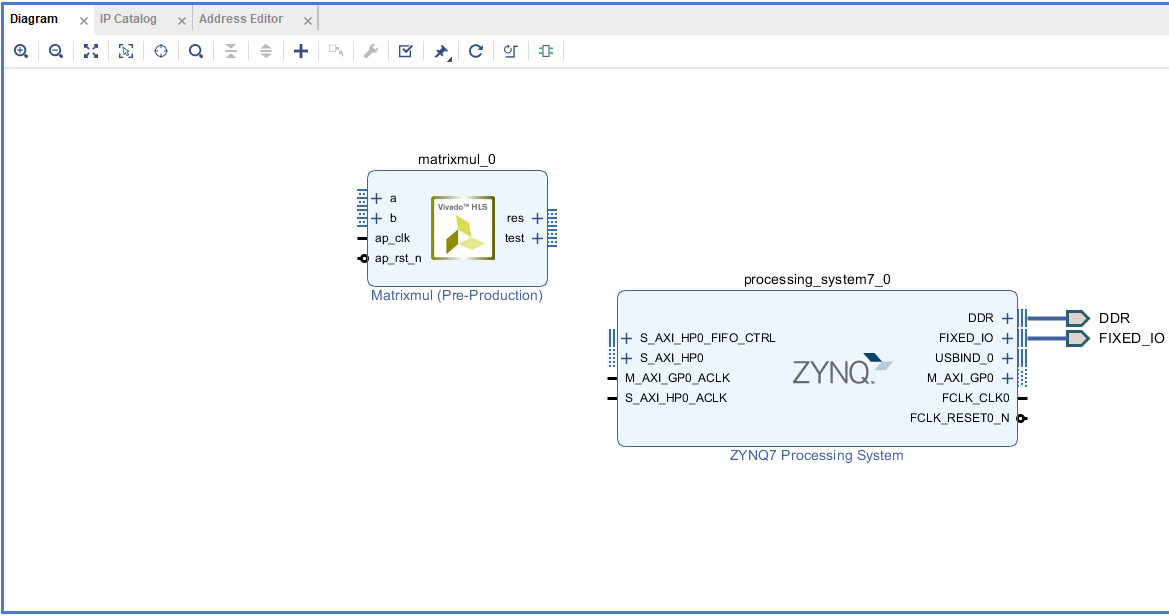 Diagram
IP Catalog
Address Editor
matrixmul_0
Vivado™ HLS
a
b
ap_clk
ap_rst_n
res
test
Matrixmul (Pre-Production)
processing_system7_0
S_AXI_HP0_FIFO_CTRL
S_AXI_HP0
M_AXI_GP0_ACLK
S_AXI_HP0_ACLK
ZYNQ™
DDR
FIXED_IO
USBIND_0
M_AXI_GP0
FCLK_CLK0
FCLK_RESET0_N
ZYNQ7 Processing System
DDR
FIXED_IO